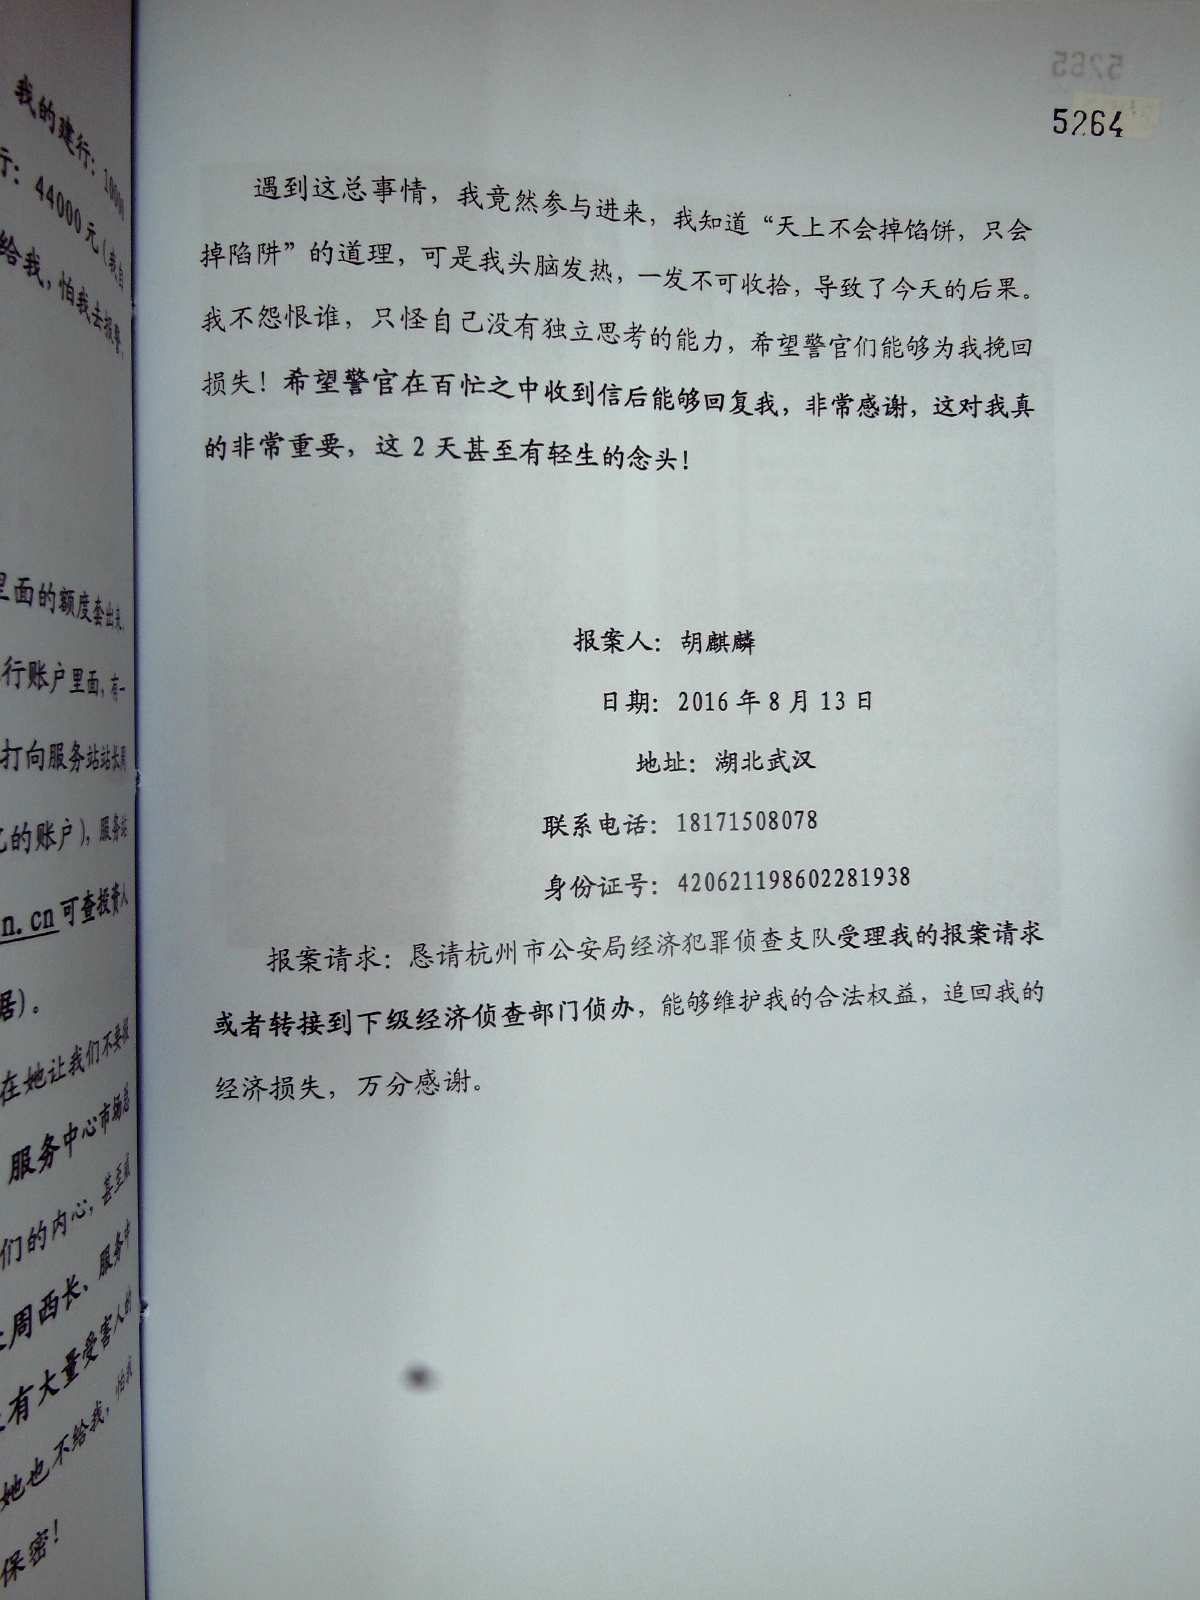 我的建行：10000
行：44000元（我自
给我，怕我去报警，
里面的额度套出来，
行账户里面，有一
打向服务站站长周
的账户），服务站
n.cn可查投资人
据）。
在她让我们不要报
服务中心市场总
们的内心，甚至威
周西长、服务中
有大量受害人的
她也不给我，怕我
保密！
5265
5264
遇到这总事情，我竟然参与进来，我知道“天上不会掉馅饼，只会
掉陷阱”的道理，可是我头脑发热，一发不可收拾，导致了今天的后果。
我不怨恨谁，只怪自己没有独立思考的能力，希望警官们能够为我挽回
损失！希望警官在百忙之中收到信后能够回复我，非常感谢，这对我真
的非常重要，这2天甚至有轻生的念头！
报案人：胡麒麟
日期：2016年8月13日
地址：湖北武汉
联系电话：18171508078
身份证号：420621198602281938
报案请求：恳请杭州市公安局经济犯罪侦查支队受理我的报案请求
或者转接到下级经济侦查部门侦办，能够维护我的合法权益，追回我的
经济损失，万分感谢。